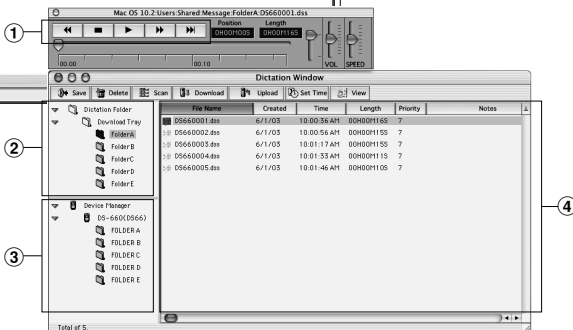 Mac OS 10.2:Users:Shared:Message:FolderA:DS660001.dss
Position Length
00H00M00S 00H00M16S
00.00 00.10
VOL SPEED
1
Dictation Window
Save Delete Scan Download Upload Set Time View
File Name Created Time Length Priority Notes
DS660001.dss 6/1/03 10:00:36 AM 00H00M16S 7
DS660002.dss 6/1/03 10:00:56 AM 00H00M15S 7
DS660003.dss 6/1/03 10:01:17 AM 00H00M15S 7
DS660004.dss 6/1/03 10:01:33 AM 00H00M11S 7
DS660005.dss 6/1/03 10:01:46 AM 00H00M10S 7
Dictation Folder
Download Tray
FolderA
FolderB
FolderC
FolderD
FolderE
2
Device Manager
DS-660(DS66)
FOLDER A
FOLDER B
FOLDER C
FOLDER D
FOLDER E
3
4
Total of 5.